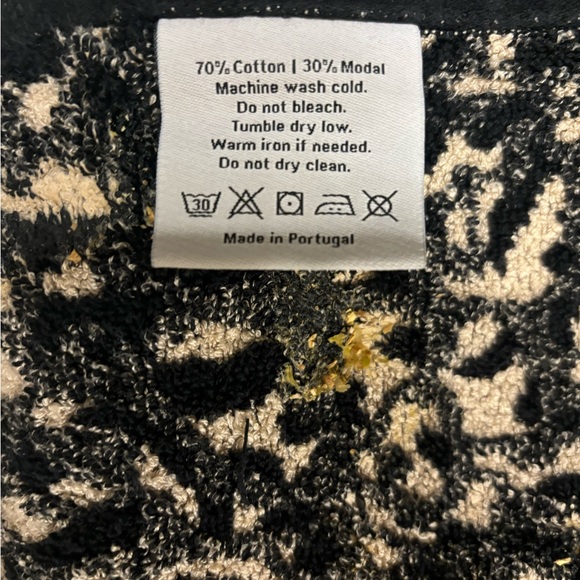 70% Cotton | 30% Modal
Machine wash cold.
Do not bleach.
Tumble dry low.
Warm iron if needed.
Do not dry clean.
30
Made in Portugal